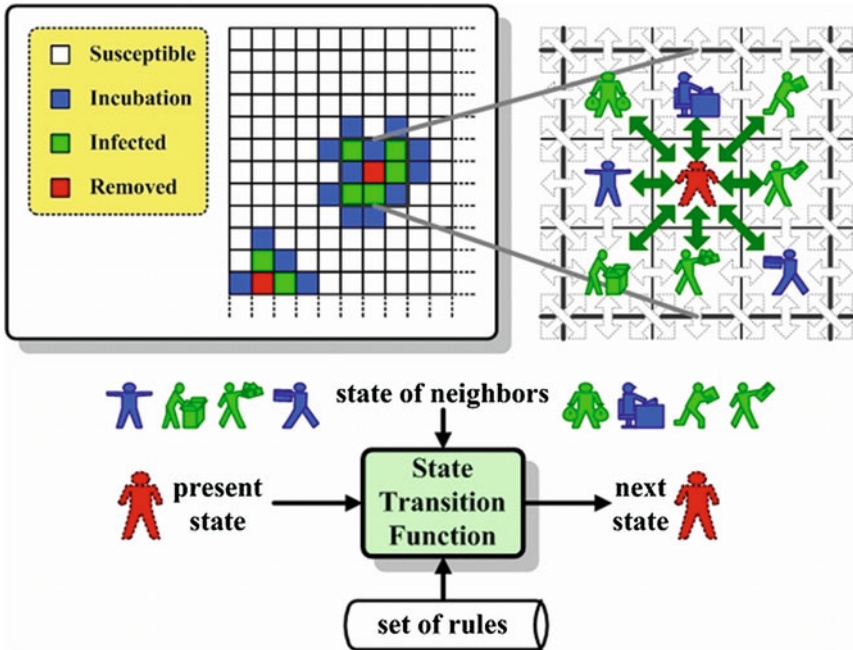 Susceptible
Incubation
Infected
Removed
state of neighbors
present
state
State
Transition
Function
next
state
set of rules